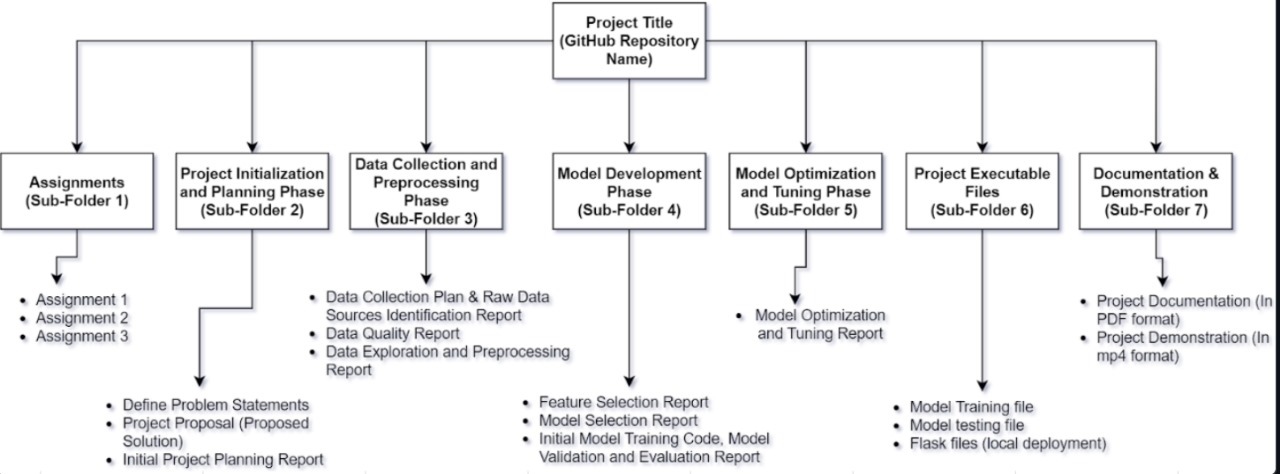 Project Title
(GitHub Repository
Name)
Assignments
(Sub-Folder 1)
Project Initialization
and Planning Phase
(Sub-Folder 2)
Data Collection and
Preprocessing
Phase
(Sub-Folder 3)
Model Development
Phase
(Sub-Folder 4)
Model Optimization
and Tuning Phase
(Sub-Folder 5)
Project Executable
Files
(Sub-Folder 6)
Documentation &
Demonstration
(Sub-Folder 7)
• Assignment 1
• Assignment 2
• Assignment 3
• Define Problem Statements
• Project Proposal (Proposed
Solution)
• Initial Project Planning Report
• Data Collection Plan & Raw Data
Sources Identification Report
• Data Quality Report
• Data Exploration and Preprocessing
Report
• Feature Selection Report
• Model Selection Report
• Initial Model Training Code, Model
Validation and Evaluation Report
• Model Optimization
and Tuning Report
• Model Training file
• Model testing file
• Flask files (local deployment)
• Project Documentation (In
PDF format)
• Project Demonstration (In
mp4 format)